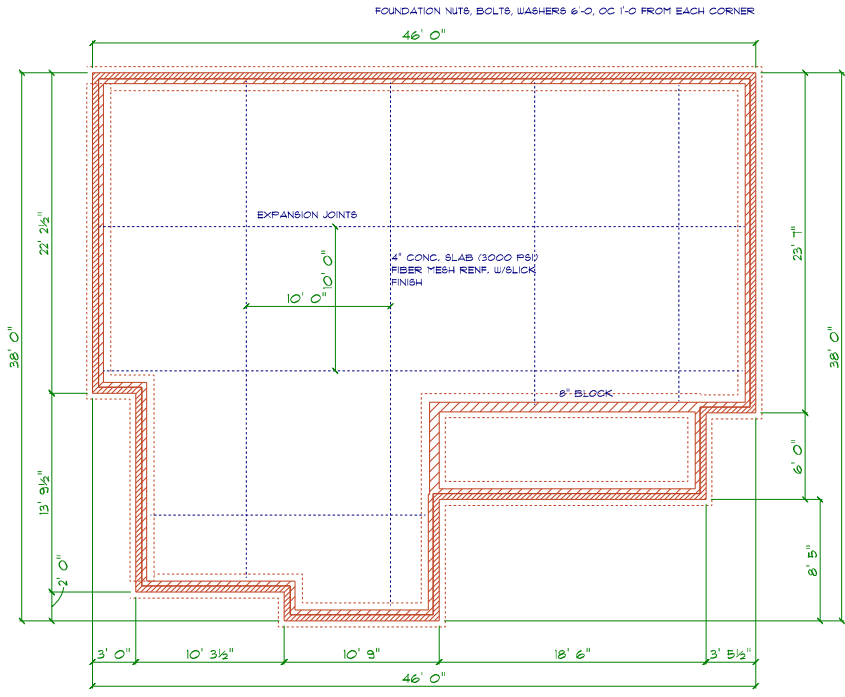 FOUNDATION NUTS, BOLTS, WASHERS 6'-0, OC 1'-0 FROM EACH CORNER
46' 0"
22' 2½"
EXPANSION JOINTS
23' 7"
10' 0"
4" CONC. SLAB (3000 PSI)
FIBER MESH RENF. W/SLICK
FINISH
10' 0"
38' 0"
38' 0"
8" BLOCK
6' 0"
13' 9½"
8' 5"
2' 0"
3' 0"
10' 3½"
10' 9"
18' 6"
3' 5½"
46' 0"